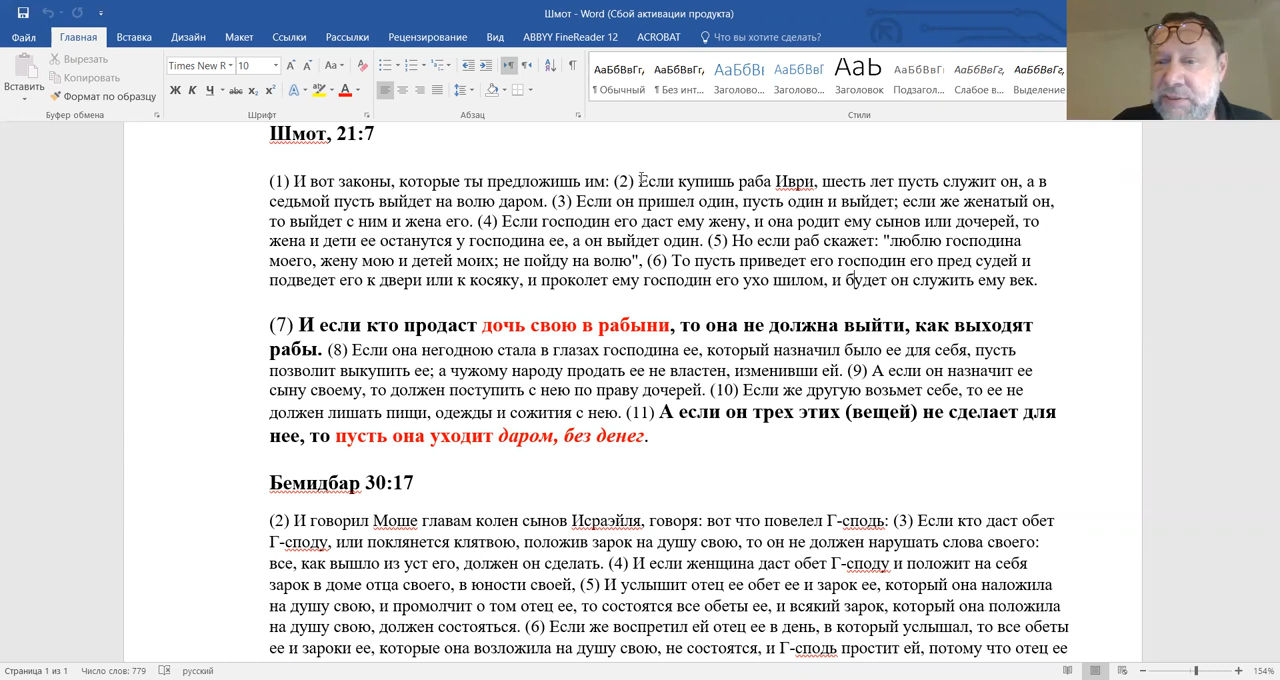 Шмот - Word (Сбой активации продукта)
Файл Главная Вставка Дизайн Макет Ссылки Рассылки Рецензирование Вид ABBYY FineReader 12 ACROBAT Что вы хотите сделать?
Вставить
Вырезать
Копировать
Формат по образцу
Буфер обмена
Times New R 10
Ж К Ч abc x₂ x²
Шрифт
Абзац
АаБбВвГг, АаБбВвГг, АаБбВв АаБбВвГ АаЬ АаБбВвГ АаБбВвГг, АаБбВвГг,
¶ Обычный ¶ Без инт... Заголово... Заголово... Заголовок Подзагол... Слабое в... Выделение
Стили
Шмот, 21:7
(1) И вот законы, которые ты предложишь им: (2) Если купишь раба Иври, шесть лет пусть служит он, а в
седьмой пусть выйдет на волю даром. (3) Если он пришел один, пусть один и выйдет; если же женатый он,
то выйдет с ним и жена его. (4) Если господин его даст ему жену, и она родит ему сынов или дочерей, то
жена и дети ее останутся у господина ее, а он выйдет один. (5) Но если раб скажет: "люблю господина
моего, жену мою и детей моих; не пойду на волю", (6) То пусть приведет его господин его пред судей и
подведет его к двери или к косяку, и проколет ему господин его ухо шилом, и будет он служить ему век.
(7) И если кто продаст дочь свою в рабыни, то она не должна выйти, как выходят
рабы. (8) Если она негодною стала в глазах господина ее, который назначил было ее для себя, пусть
позволит выкупить ее; а чужому народу продать ее не властен, изменивши ей. (9) А если он назначит ее
сыну своему, то должен поступить с нею по праву дочерей. (10) Если же другую возьмет себе, то ее не
должен лишать пищи, одежды и сожития с нею. (11) А если он трех этих (вещей) не сделает для
нее, то пусть она уходит даром, без денег.
Бемидбар 30:17
(2) И говорил Моше главам колен сынов Исраэйля, говоря: вот что повелел Г-сподь: (3) Если кто даст обет
Г-споду, или поклянется клятвою, положив зарок на душу свою, то он не должен нарушать слова своего:
все, как вышло из уст его, должен он сделать. (4) И если женщина даст обет Г-споду и положит на себя
зарок в доме отца своего, в юности своей, (5) И услышит отец ее обет ее и зарок ее, который она наложила
на душу свою, и промолчит о том отец ее, то состоятся все обеты ее, и всякий зарок, который она положила
на душу свою, должен состояться. (6) Если же воспретил ей отец ее в день, в который услышал, то все обеты
ее и зароки ее, которые она возложила на душу свою, не состоятся, и Г-сподь простит ей, потому что отец ее
Страница 1 из 1 Число слов: 779 русский 154%